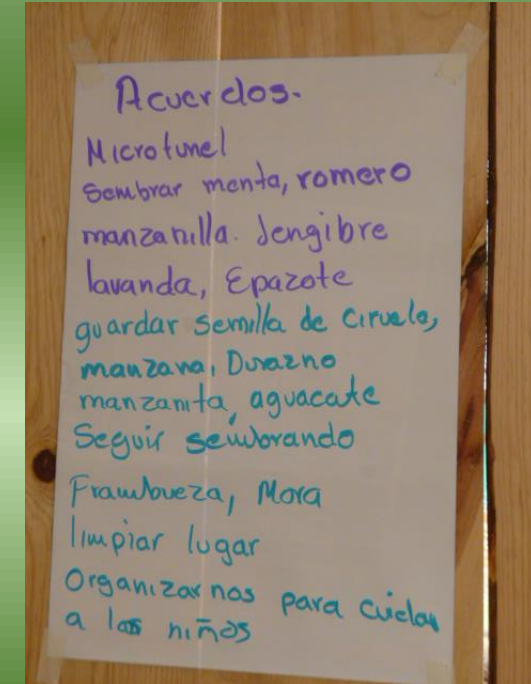 Acuerdos.
Microtunel
Sembrar menta, romero
manzanilla. Jengibre
lavanda, Epazote
guardar semilla de Ciruelo,
manzana, Durazno
manzanita, aguacate
Seguir sembrando
Frambueza, Mora
limpiar lugar
Organizarnos para cuidar
a las niños